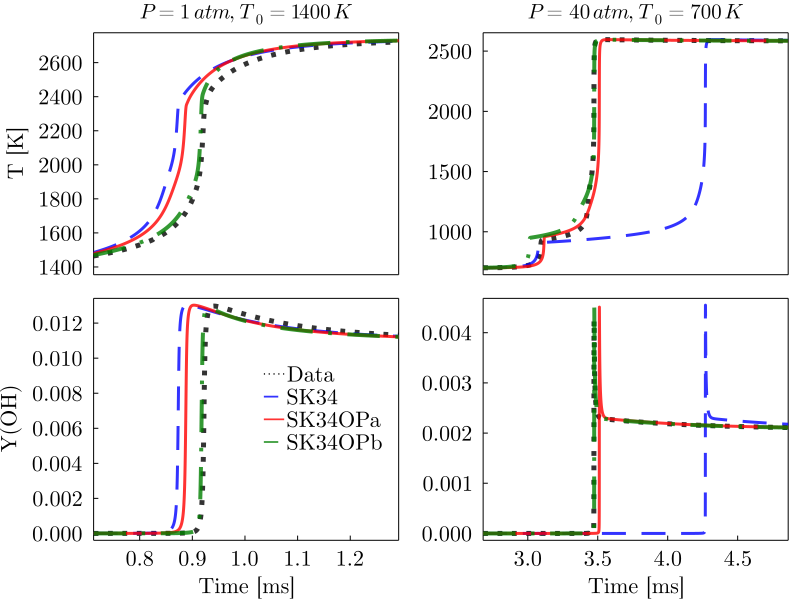 P = 1 atm, T₀ = 1400 K
P = 40 atm, T₀ = 700 K
T [K]
2600
2400
2200
2000
1800
1600
1400
2500
2000
1500
1000
Y(OH)
0.012
0.010
0.008
0.006
0.004
0.002
0.000
Data
SK34
SK34OPa
SK34OPb
0.004
0.003
0.002
0.001
0.000
0.8 0.9 1.0 1.1 1.2
3.0 3.5 4.0 4.5
Time [ms]
Time [ms]